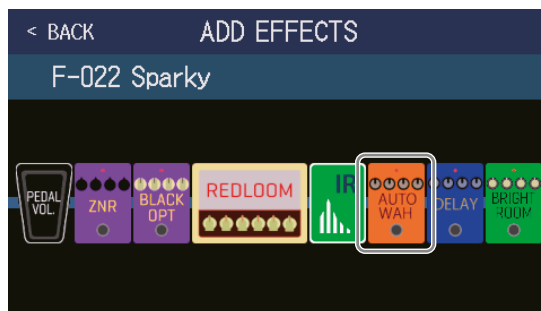 < BACK
ADD EFFECTS
F-022 Sparky
PEDAL
VOL.
ZNR
BLACK
OPT
REDLOOM
IR
AUTO
WAH
DELAY
BRIGHT
ROOM